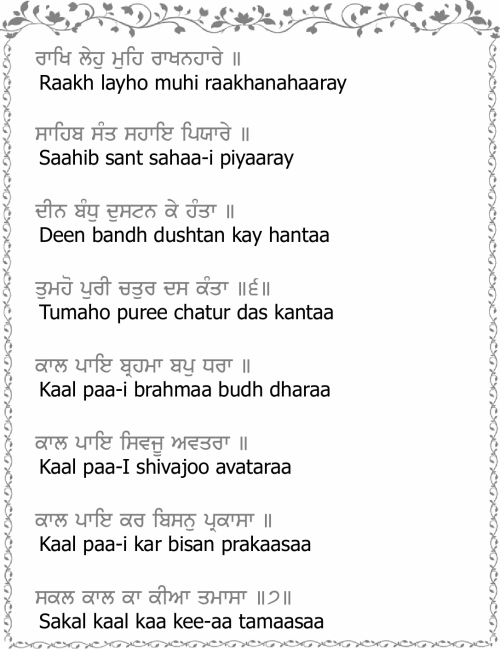 ਰਾਖਿ ਲੇਹੁ ਮੁਹਿ ਰਾਖਨਹਾਰੇ ॥
Raakh layho muhi raakhanahaaray
ਸਾਹਿਬ ਸੰਤ ਸਹਾਇ ਪਿਯਾਰੇ ॥
Saahib sant sahaa-i piyaaray
ਦੀਨ ਬੰਧੁ ਦੁਸਟਨ ਕੇ ਹੰਤਾ ॥
Deen bandh dushtan kay hantaa
ਤੁਮਹੋ ਪੁਰੀ ਚਤੁਰ ਦਸ ਕੰਤਾ ॥੬॥
Tumaho puree chatur das kantaa
ਕਾਲ ਪਾਇ ਬ੍ਰਹਮਾ ਬਪੁ ਧਰਾ ॥
Kaal paa-i brahmaa budh dharaa
ਕਾਲ ਪਾਇ ਸਿਵਜੂ ਅਵਤਰਾ ॥
Kaal paa-I shivajoo avataraa
ਕਾਲ ਪਾਇ ਕਰ ਬਿਸਨੁ ਪ੍ਰਕਾਸਾ ॥
Kaal paa-i kar bisan prakaasaa
ਸਕਲ ਕਾਲ ਕਾ ਕੀਆ ਤਮਾਸਾ ॥੭॥
Sakal kaal kaa kee-aa tamaasaa